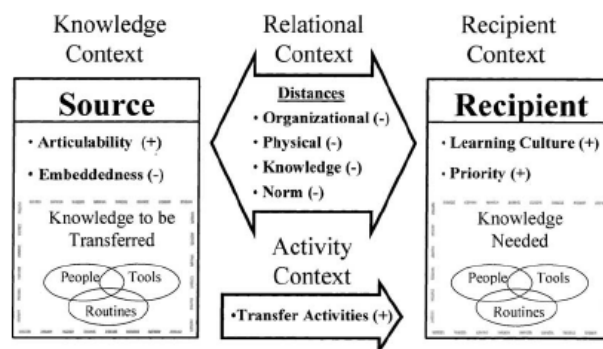 Knowledge
Context
Source
• Articulability (+)
• Embeddedness (-)
Knowledge to be
Transferred
People
Tools
Routines
Relational
Context
Distances
• Organizational (-)
• Physical (-)
• Knowledge (-)
• Norm (-)
Activity
Context
•Transfer Activities (+)
Recipient
Context
Recipient
• Learning Culture (+)
• Priority (+)
Knowledge
Needed
People
Tools
Routines